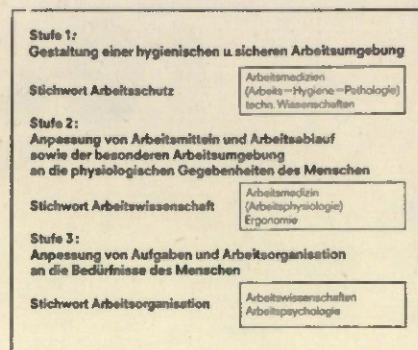 Stufe 1:
Gestaltung einer hygienischen u. sicheren Arbeitsumgebung
Stichwort Arbeitsschutz
Arbeitsmedizien
(Arbeits-Hygiene-Pathologie)
techn. Wissenschaften
Stufe 2:
Anpassung von Arbeitsmitteln und Arbeitsablauf
sowie der besonderen Arbeitsumgebung
an die physiologischen Gegebenheiten des Menschen
Stichwort Arbeitswissenschaft
Arbeitsmedizin
(Arbeitsphysiologie)
Ergonomie
Stufe 3:
Anpessung von Aufgaben und Arbeitsorganisation
an die Bedürfnisse des Menschen
Stichwort Arbeitsorganisation
Arbeitswissenschaften
Arbeitspsychologie